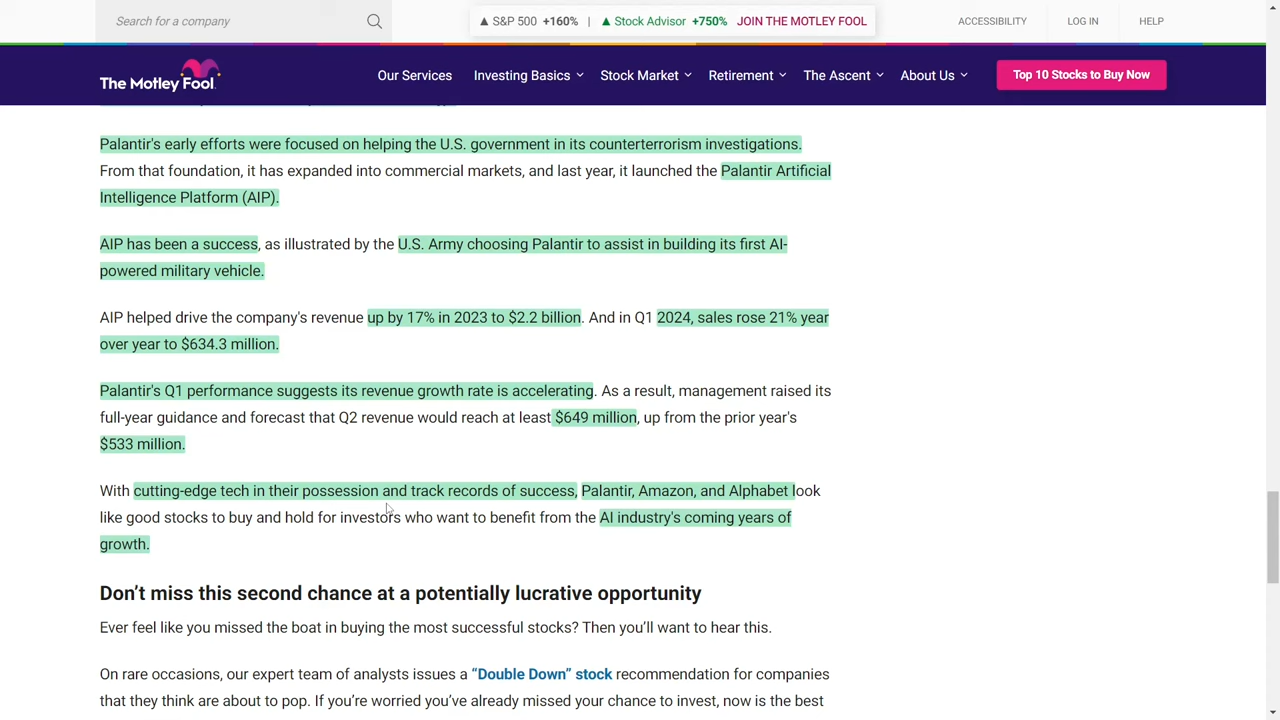 Search for a company
▲ S&P 500 +160% | ▲ Stock Advisor +750% JOIN THE MOTLEY FOOL
ACCESSIBILITY LOG IN HELP
The Motley Fool
Our Services Investing Basics Stock Market Retirement The Ascent About Us Top 10 Stocks to Buy Now
Palantir's early efforts were focused on helping the U.S. government in its counterterrorism investigations.
From that foundation, it has expanded into commercial markets, and last year, it launched the Palantir Artificial
Intelligence Platform (AIP).
AIP has been a success, as illustrated by the U.S. Army choosing Palantir to assist in building its first AI-
powered military vehicle.
AIP helped drive the company's revenue up by 17% in 2023 to $2.2 billion. And in Q1 2024, sales rose 21% year
over year to $634.3 million.
Palantir's Q1 performance suggests its revenue growth rate is accelerating. As a result, management raised its
full-year guidance and forecast that Q2 revenue would reach at least $649 million, up from the prior year's
$533 million.
With cutting-edge tech in their possession and track records of success, Palantir, Amazon, and Alphabet look
like good stocks to buy and hold for investors who want to benefit from the AI industry's coming years of
growth.
Don’t miss this second chance at a potentially lucrative opportunity
Ever feel like you missed the boat in buying the most successful stocks? Then you’ll want to hear this.
On rare occasions, our expert team of analysts issues a “Double Down” stock recommendation for companies
that they think are about to pop. If you’re worried you’ve already missed your chance to invest, now is the best